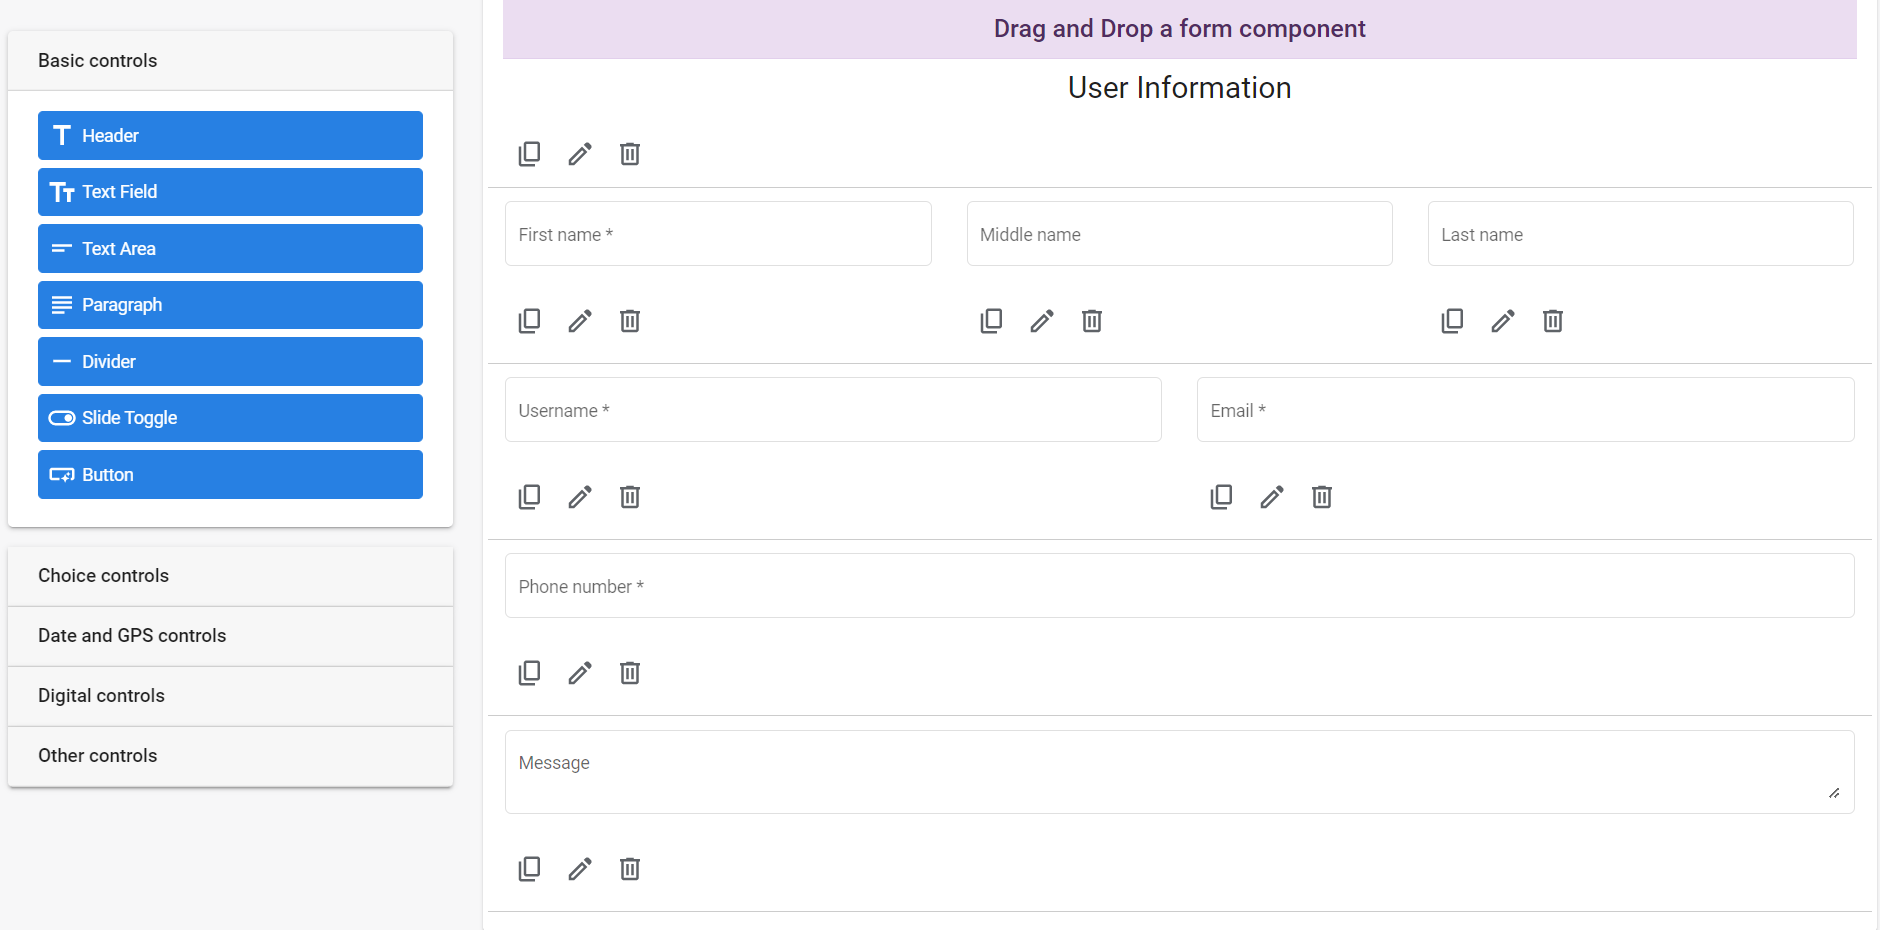 Basic controls
Header
Text Field
Text Area
Paragraph
Divider
Slide Toggle
Button
Choice controls
Date and GPS controls
Digital controls
Other controls
Drag and Drop a form component
User Information
First name *
Middle name
Last name
Username *
Email *
Phone number *
Message